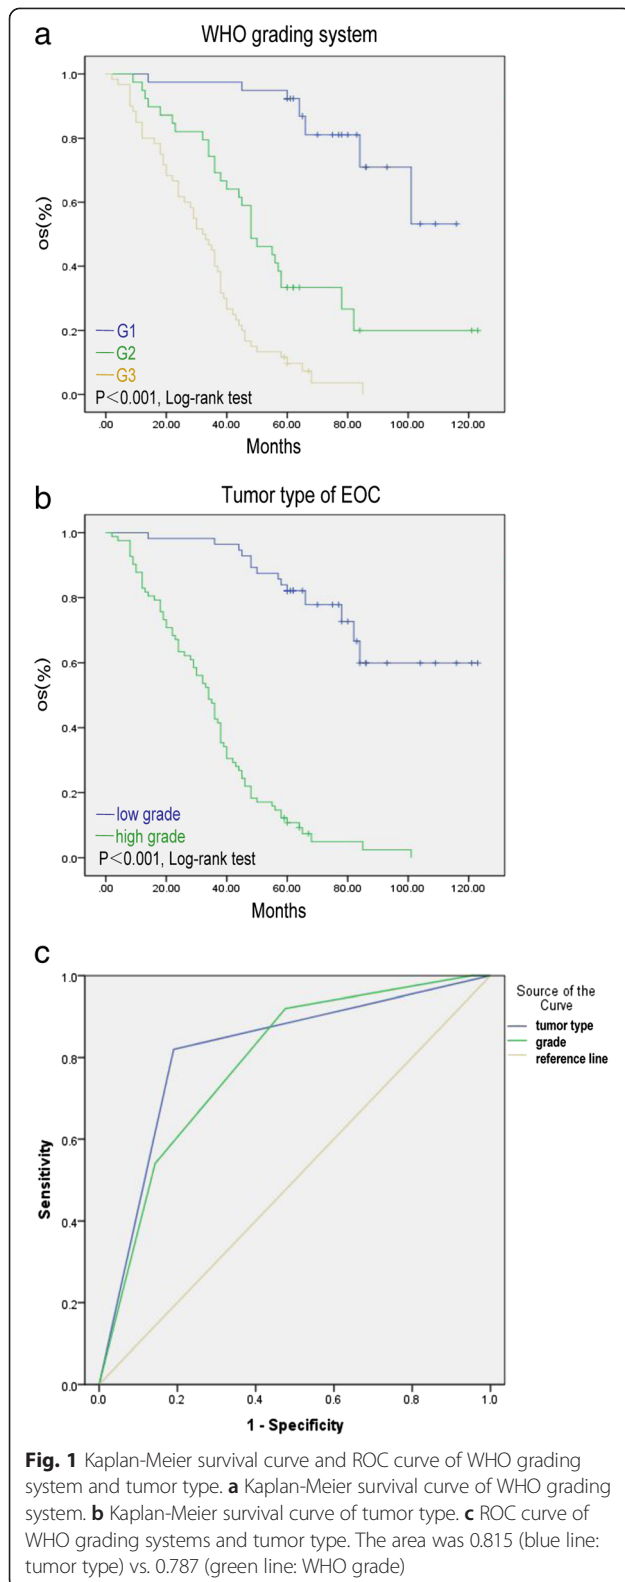 a
WHO grading system
1.0
0.8
0.6
0.4
0.2
0.0
os(%)
G1
G2
G3
P<0.001, Log-rank test
.00 20.00 40.00 60.00 80.00 100.00 120.00
Months
b
Tumor type of EOC
1.0
0.8
0.6
0.4
0.2
0.0
os(%)
low grade
high grade
P<0.001, Log-rank test
.00 20.00 40.00 60.00 80.00 100.00 120.00
Months
c
1.0
0.8
0.6
0.4
0.2
0.0
Sensitivity
0.0 0.2 0.4 0.6 0.8 1.0
1 - Specificity
Source of the
Curve
tumor type
grade
reference line
Fig. 1 Kaplan-Meier survival curve and ROC curve of WHO grading
system and tumor type. a Kaplan-Meier survival curve of WHO grading
system. b Kaplan-Meier survival curve of tumor type. c ROC curve of
WHO grading systems and tumor type. The area was 0.815 (blue line:
tumor type) vs. 0.787 (green line: WHO grade)